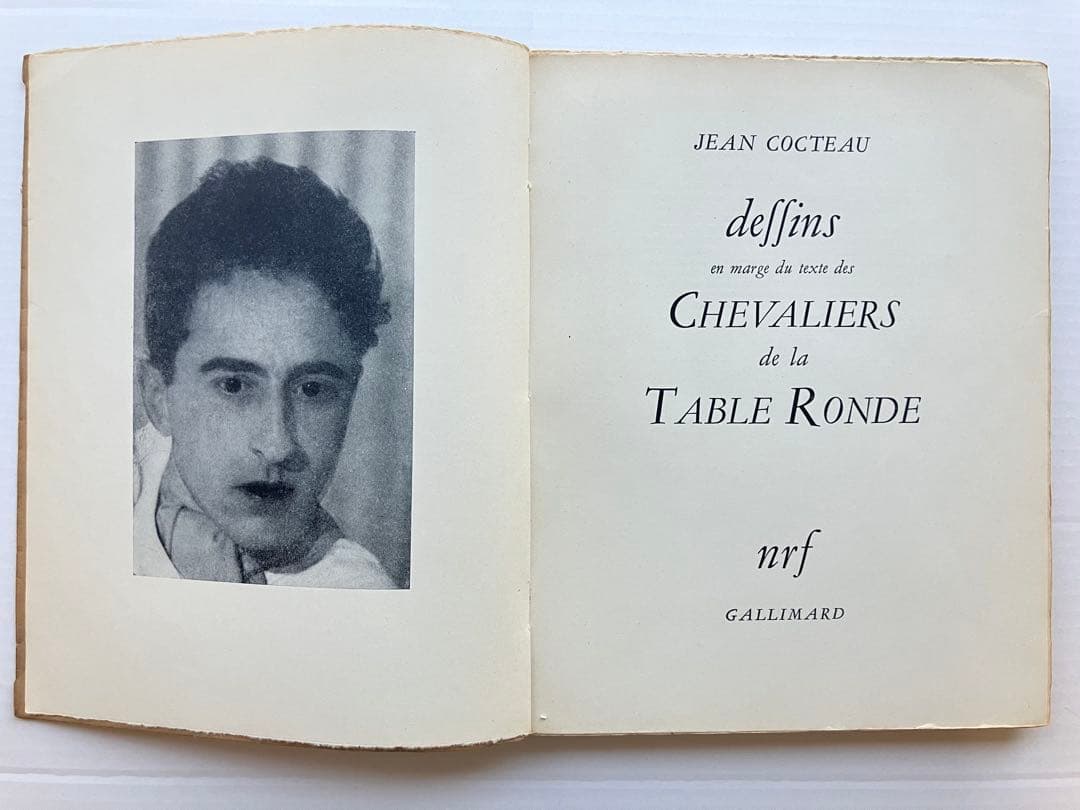 JEAN COCTEAU
deſſins
en marge du texte des
CHEVALIERS
de la
TABLE RONDE
nrf
GALLIMARD